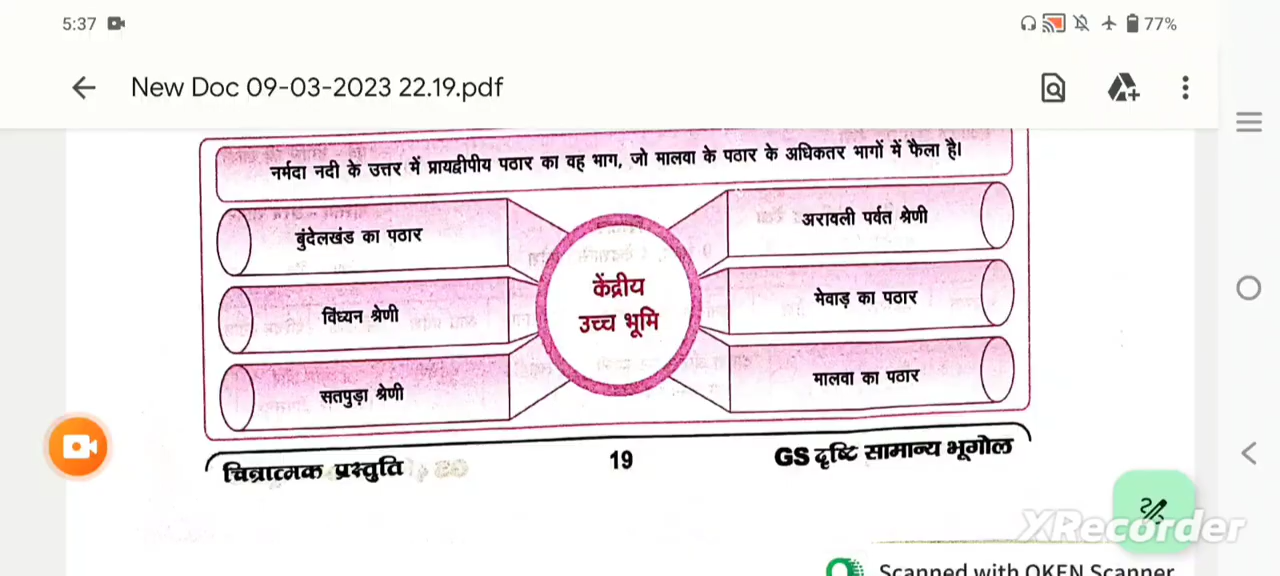 5:37
77%
New Doc 09-03-2023 22.19.pdf
नर्मदा नदी के उत्तर में प्रायद्वीपीय पठार का वह भाग, जो मालवा के पठार के अधिकतर भागों में फैला है।
बुंदेलखंड का पठार
अरावली पर्वत श्रेणी
केंद्रीय
उच्च भूमि
विंध्यन श्रेणी
मेवाड़ का पठार
सतपुड़ा श्रेणी
मालवा का पठार
चित्रात्मक प्रस्तुति
19
GS दृष्टि सामान्य भूगोल
XRecorder
Scanned with OKEN Scanner